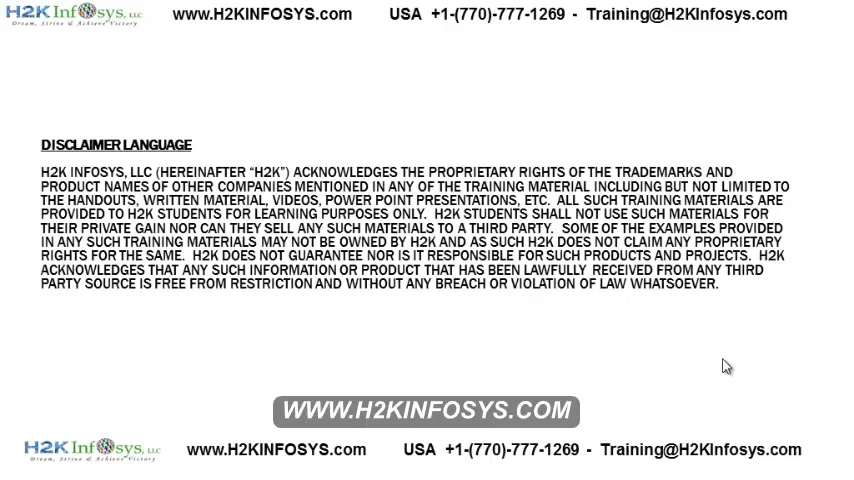 H2K Infosys, LLC
Dream, Strive & Achieve Victory
www.H2KINFOSYS.com USA +1-(770)-777-1269 - Training@H2KInfosys.com
DISCLAIMER LANGUAGE
H2K INFOSYS, LLC (HEREINAFTER “H2K”) ACKNOWLEDGES THE PROPRIETARY RIGHTS OF THE TRADEMARKS AND
PRODUCT NAMES OF OTHER COMPANIES MENTIONED IN ANY OF THE TRAINING MATERIAL INCLUDING BUT NOT LIMITED TO
THE HANDOUTS, WRITTEN MATERIAL, VIDEOS, POWER POINT PRESENTATIONS, ETC. ALL SUCH TRAINING MATERIALS ARE
PROVIDED TO H2K STUDENTS FOR LEARNING PURPOSES ONLY. H2K STUDENTS SHALL NOT USE SUCH MATERIALS FOR
THEIR PRIVATE GAIN NOR CAN THEY SELL ANY SUCH MATERIALS TO A THIRD PARTY. SOME OF THE EXAMPLES PROVIDED
IN ANY SUCH TRAINING MATERIALS MAY NOT BE OWNED BY H2K AND AS SUCH H2K DOES NOT CLAIM ANY PROPRIETARY
RIGHTS FOR THE SAME. H2K DOES NOT GUARANTEE NOR IS IT RESPONSIBLE FOR SUCH PRODUCTS AND PROJECTS. H2K
ACKNOWLEDGES THAT ANY SUCH INFORMATION OR PRODUCT THAT HAS BEEN LAWFULLY RECEIVED FROM ANY THIRD
PARTY SOURCE IS FREE FROM RESTRICTION AND WITHOUT ANY BREACH OR VIOLATION OF LAW WHATSOEVER.
WWW.H2KINFOSYS.COM
H2K Infosys, LLC
Dream, Strive & Achieve Victory
www.H2KINFOSYS.com USA +1-(770)-777-1269 - Training@H2KInfosys.com